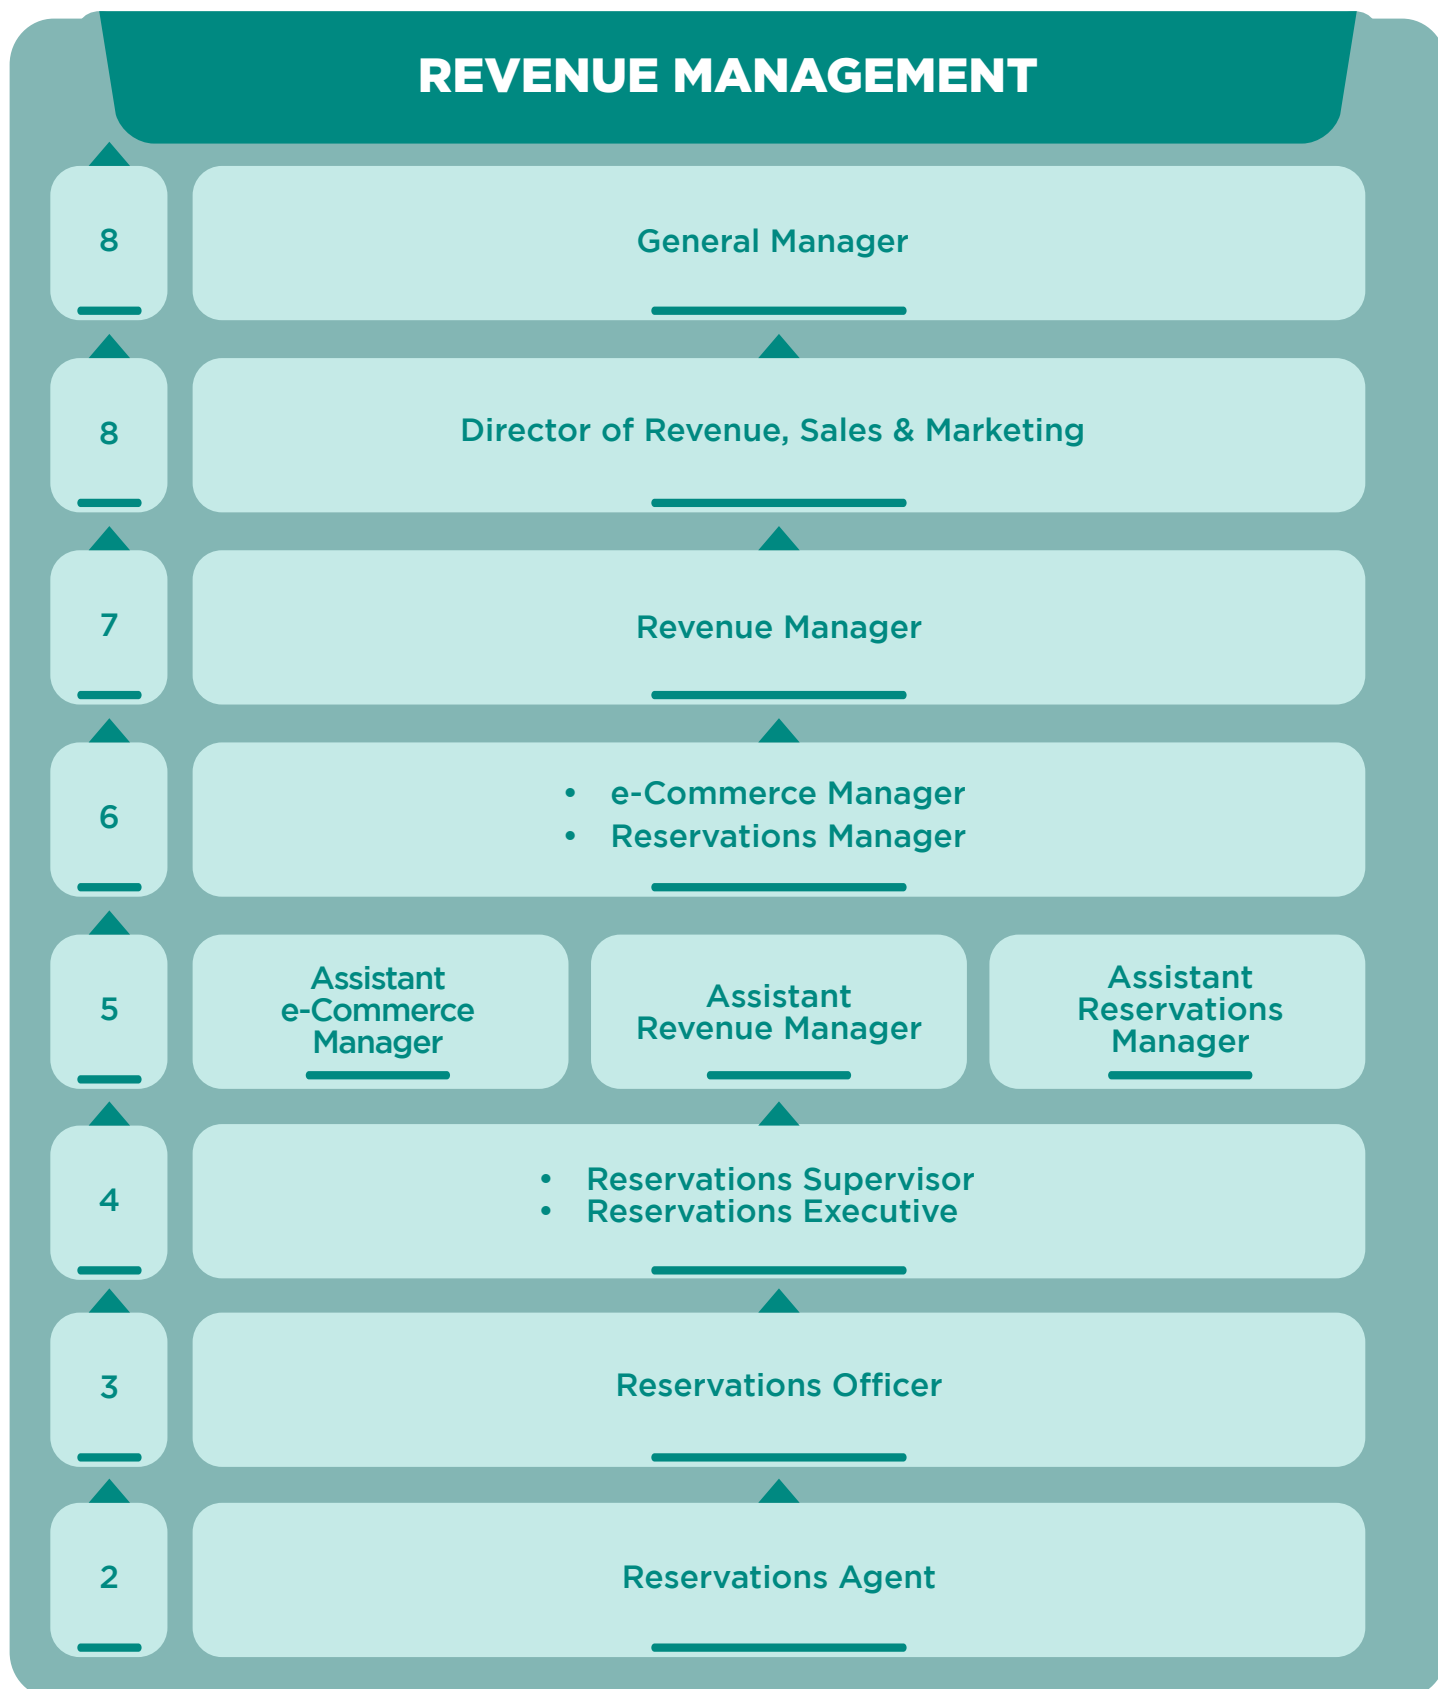 REVENUE MANAGEMENT
8
General Manager
8
Director of Revenue, Sales & Marketing
7
Revenue Manager
6
• e-Commerce Manager
• Reservations Manager
5
Assistant
e-Commerce
Manager
Assistant
Revenue Manager
Assistant
Reservations
Manager
4
• Reservations Supervisor
• Reservations Executive
3
Reservations Officer
2
Reservations Agent